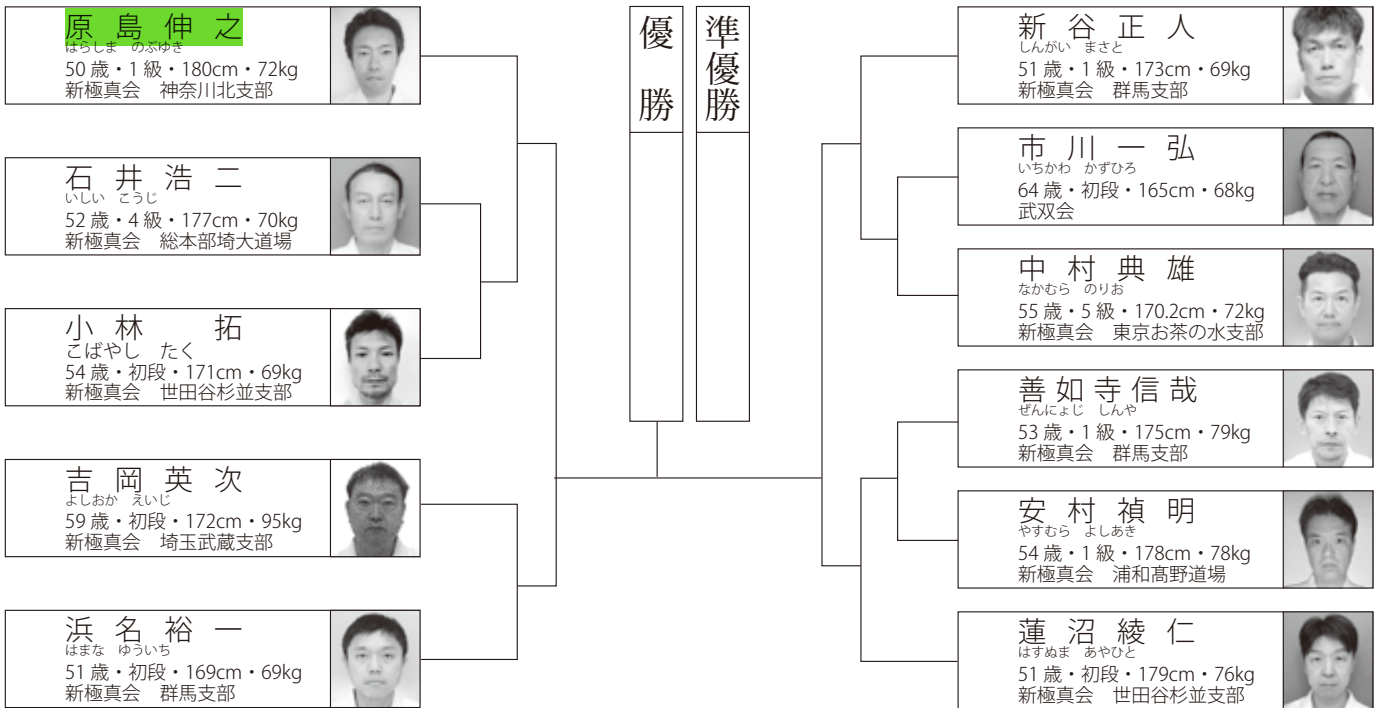 原島伸之
はらしま　のぶゆき
50 歳・1 級・180cm・72kg
新極真会　神奈川北支部
石井浩二
いしい　こうじ
52 歳・4 級・177cm・70kg
新極真会　総本部埼大道場
小林　拓
こばやし　たく
54 歳・初段・171cm・69kg
新極真会　世田谷杉並支部
吉岡英次
よしおか　えいじ
59 歳・初段・172cm・95kg
新極真会　埼玉武蔵支部
浜名裕一
はまな　ゆういち
51 歳・初段・169cm・69kg
新極真会　群馬支部
優勝
準優勝
新谷正人
しんがい　まさと
51 歳・1 級・173cm・69kg
新極真会　群馬支部
市川一弘
いちかわ　かずひろ
64 歳・初段・165cm・68kg
武双会
中村典雄
なかむら　のりお
55 歳・5 級・170.2cm・72kg
新極真会　東京お茶の水支部
善如寺信哉
ぜんにょじ　しんや
53 歳・1 級・175cm・79kg
新極真会　群馬支部
安村禎明
やすむら　よしあき
54 歳・1 級・178cm・78kg
新極真会　浦和髙野道場
蓮沼綾仁
はすぬま　あやひと
51 歳・初段・179cm・76kg
新極真会　世田谷杉並支部